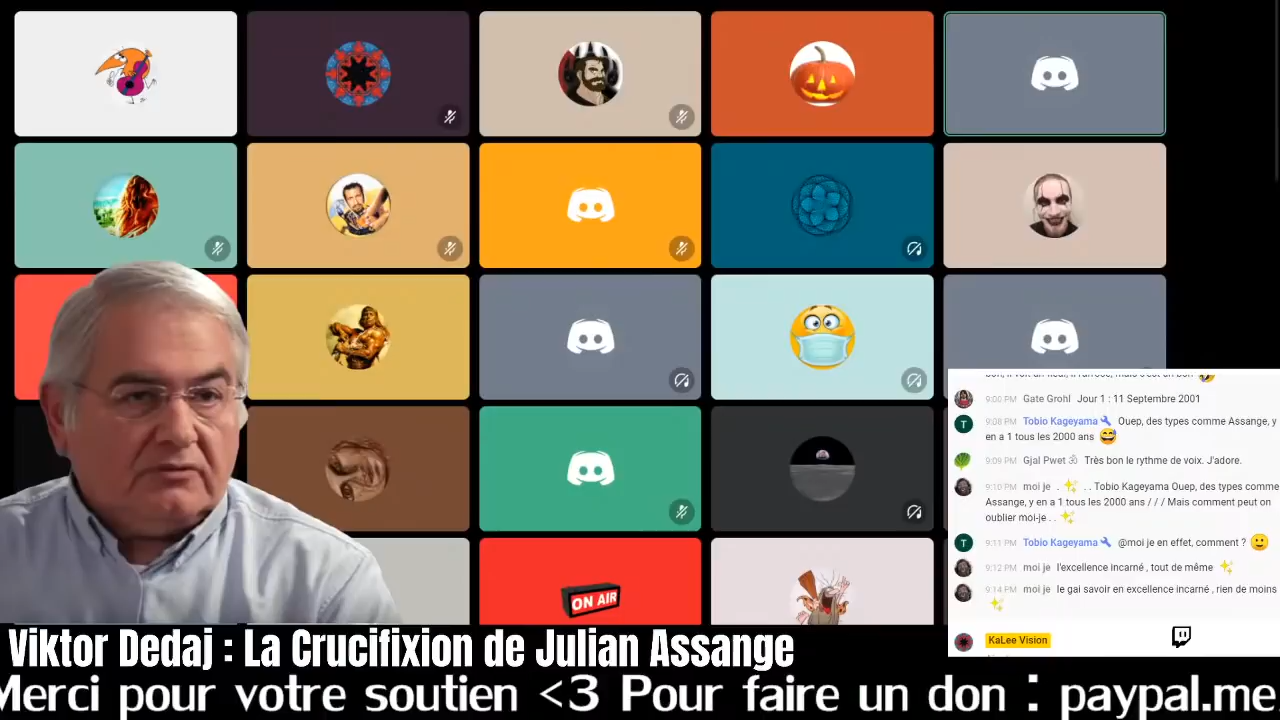 9:00 PM Gate Grohl Jour 1 : 11 Septembre 2001
9:08 PM Tobio Kageyama Ouep, des types comme Assange, y
en a 1 tous les 2000 ans
9:09 PM Gjal Pwet ॐ Très bon le rythme de voix. J'adore.
9:10 PM moi je . ✨ . . Tobio Kageyama Ouep, des types comme
Assange, y en a 1 tous les 2000 ans / / / Mais comment peut on
oublier moi-je . . ✨
9:11 PM Tobio Kageyama @moi je en effet, comment ? 🙂
9:12 PM moi je l'excellence incarné , tout de même ✨
9:14 PM moi je le gai savoir en excellence incarné , rien de moins
ON AIR
KaLee Vision
Viktor Dedaj : La Crucifixion de Julian Assange
Merci pour votre soutien <3 Pour faire un don : paypal.me